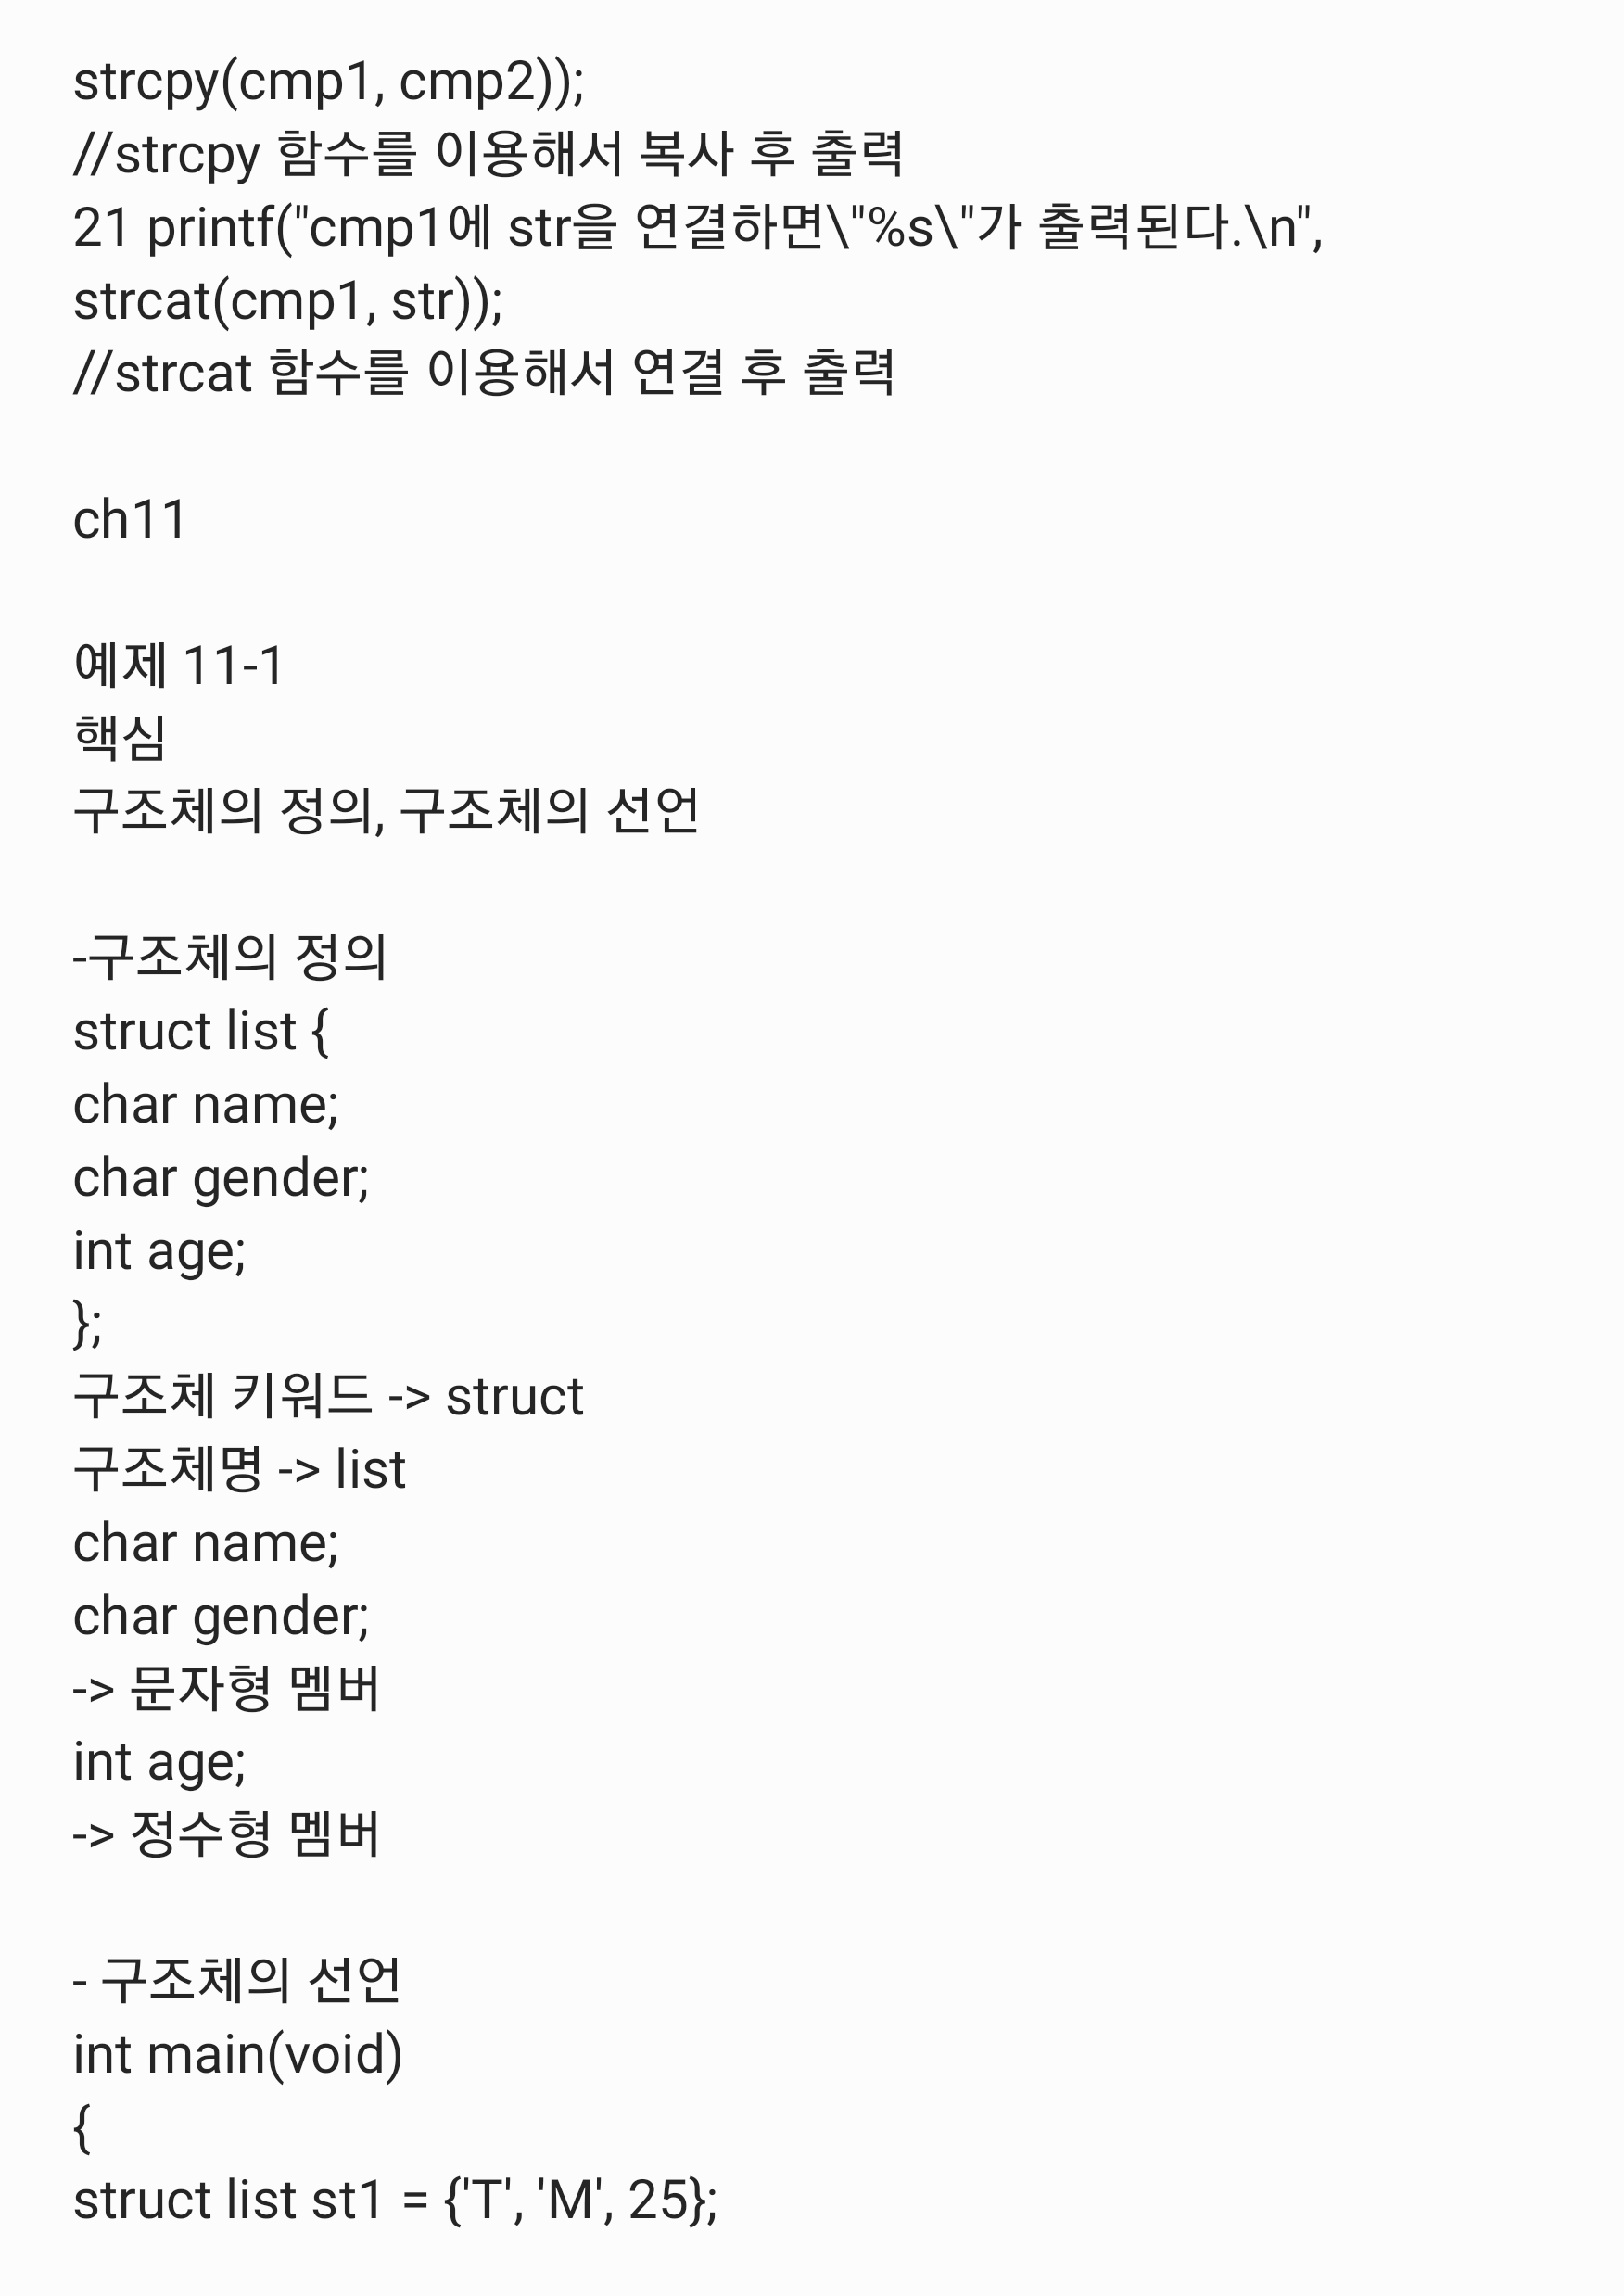 strcpy(cmp1, cmp2));
//strcpy 함수를 이용해서 복사 후 출력
21 printf("cmp1에 str을 연결하면\"%s\"가 출력된다.\n",
strcat(cmp1, str));
//strcat 함수를 이용해서 연결 후 출력
ch11
예제 11-1
핵심
구조체의 정의, 구조체의 선언
-구조체의 정의
struct list {
char name;
char gender;
int age;
};
구조체 키워드 -> struct
구조체명 -> list
char name;
char gender;
-> 문자형 멤버
int age;
-> 정수형 멤버
- 구조체의 선언
int main(void)
{
struct list st1 = {'T', 'M', 25};